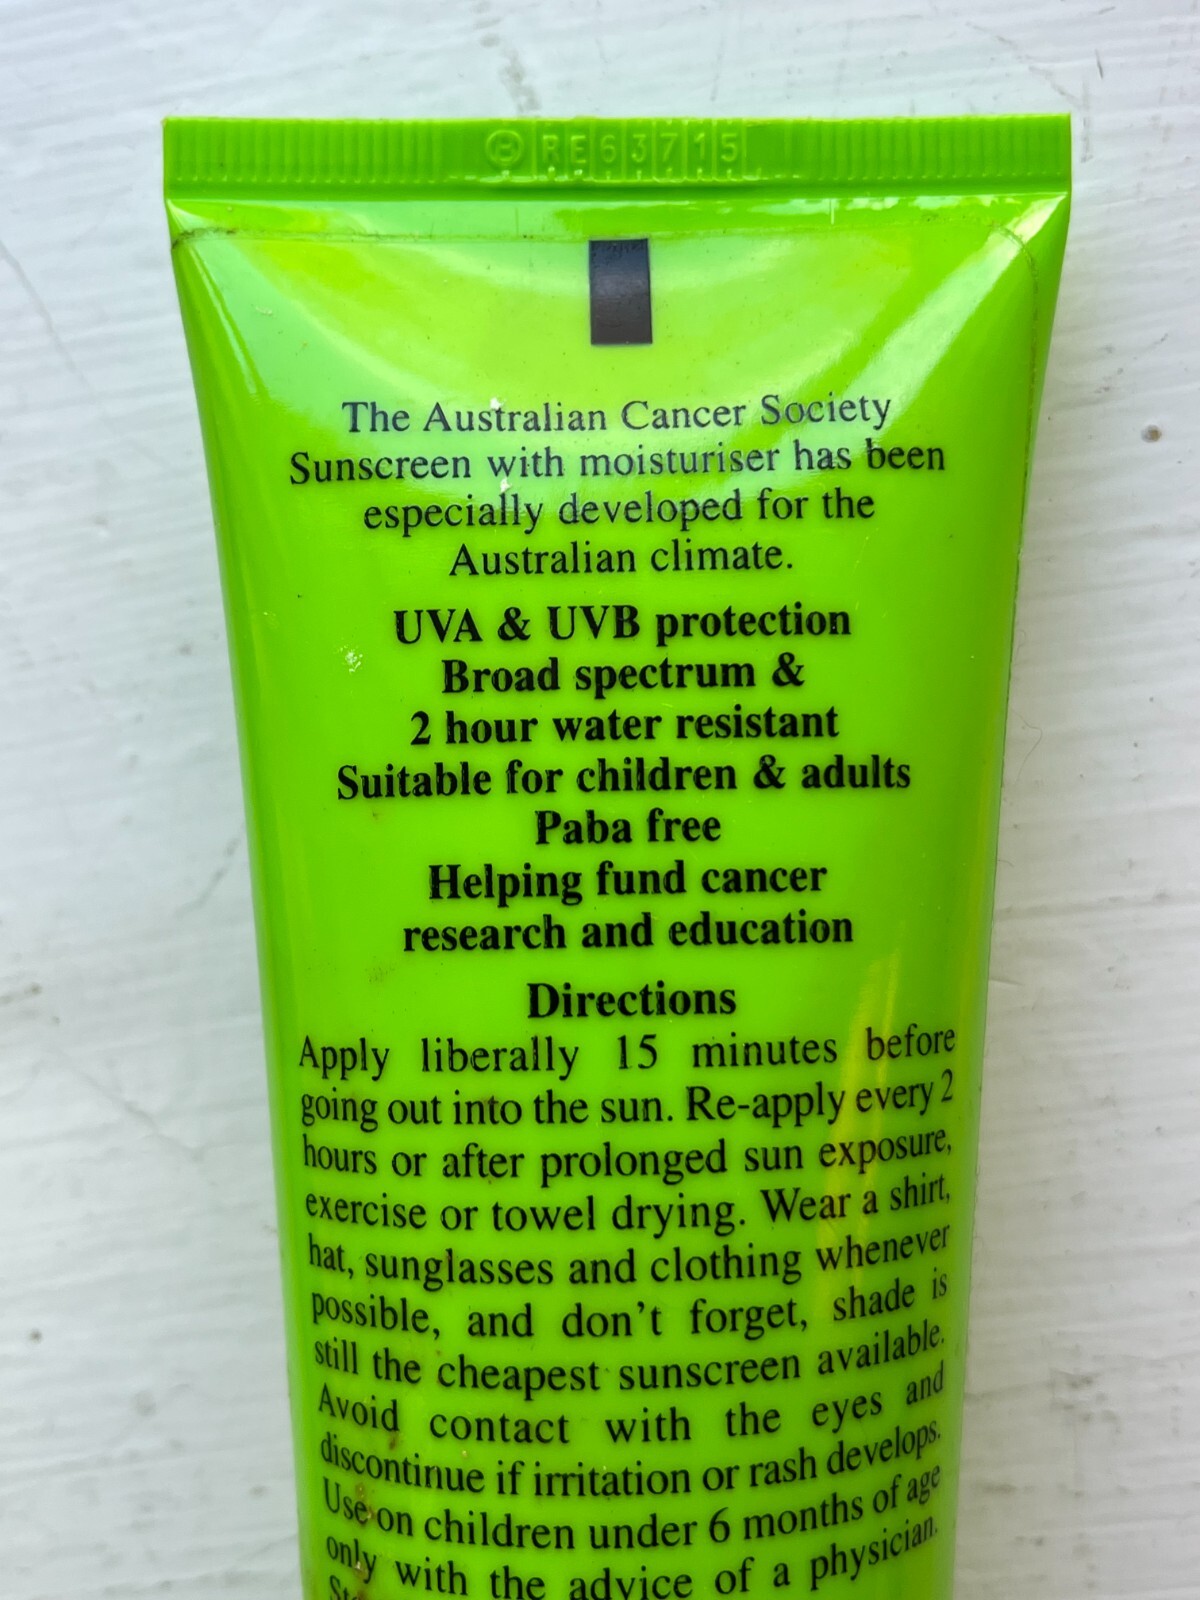 RE63715
The Australian Cancer Society
Sunscreen with moisturiser has been
especially developed for the
Australian climate.
UVA & UVB protection
Broad spectrum &
2 hour water resistant
Suitable for children & adults
Paba free
Helping fund cancer
research and education
Directions
Apply liberally 15 minutes before
going out into the sun. Re-apply every 2
hours or after prolonged sun exposure,
exercise or towel drying. Wear a shirt,
hat, sunglasses and clothing whenever
possible, and don't forget, shade is
still the cheapest sunscreen available.
Avoid contact with the eyes and
discontinue if irritation or rash develops.
Use on children under 6 months of age
only with the advice of a physician.